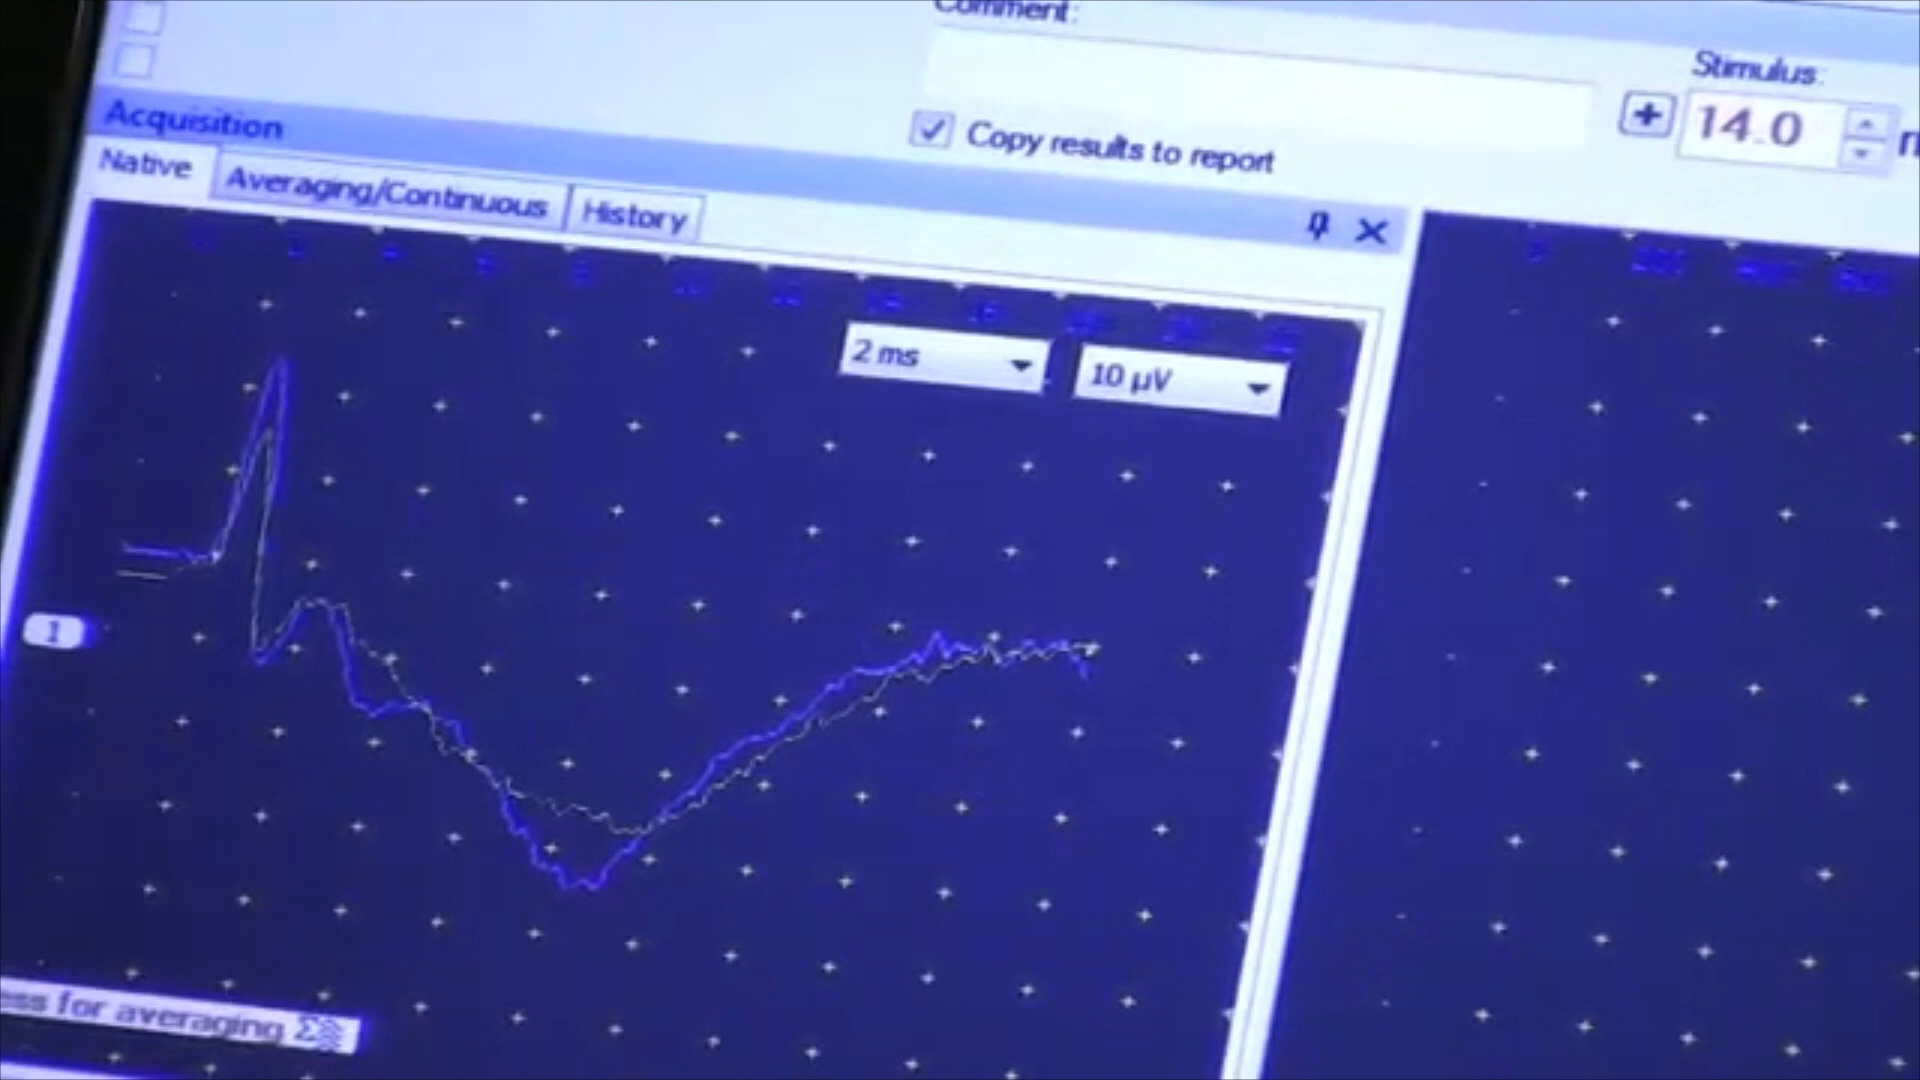 Comment:
Stimulus:
14.0
Copy results to report
Acquisition
Native
Averaging/Continuous
History
2 ms
10 µV
1
for averaging